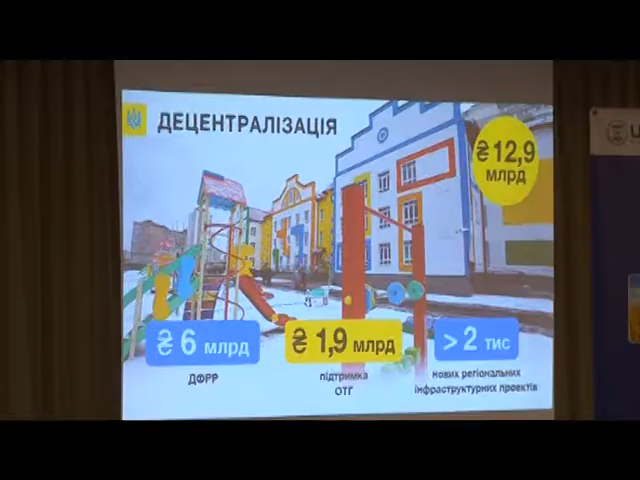 ДЕЦЕНТРАЛІЗАЦІЯ
₴ 12,9
млрд
₴ 6 млрд
ДФРР
₴ 1,9 млрд
підтримка
ОТГ
> 2 тис
нових регіональних
інфраструктурних проектів